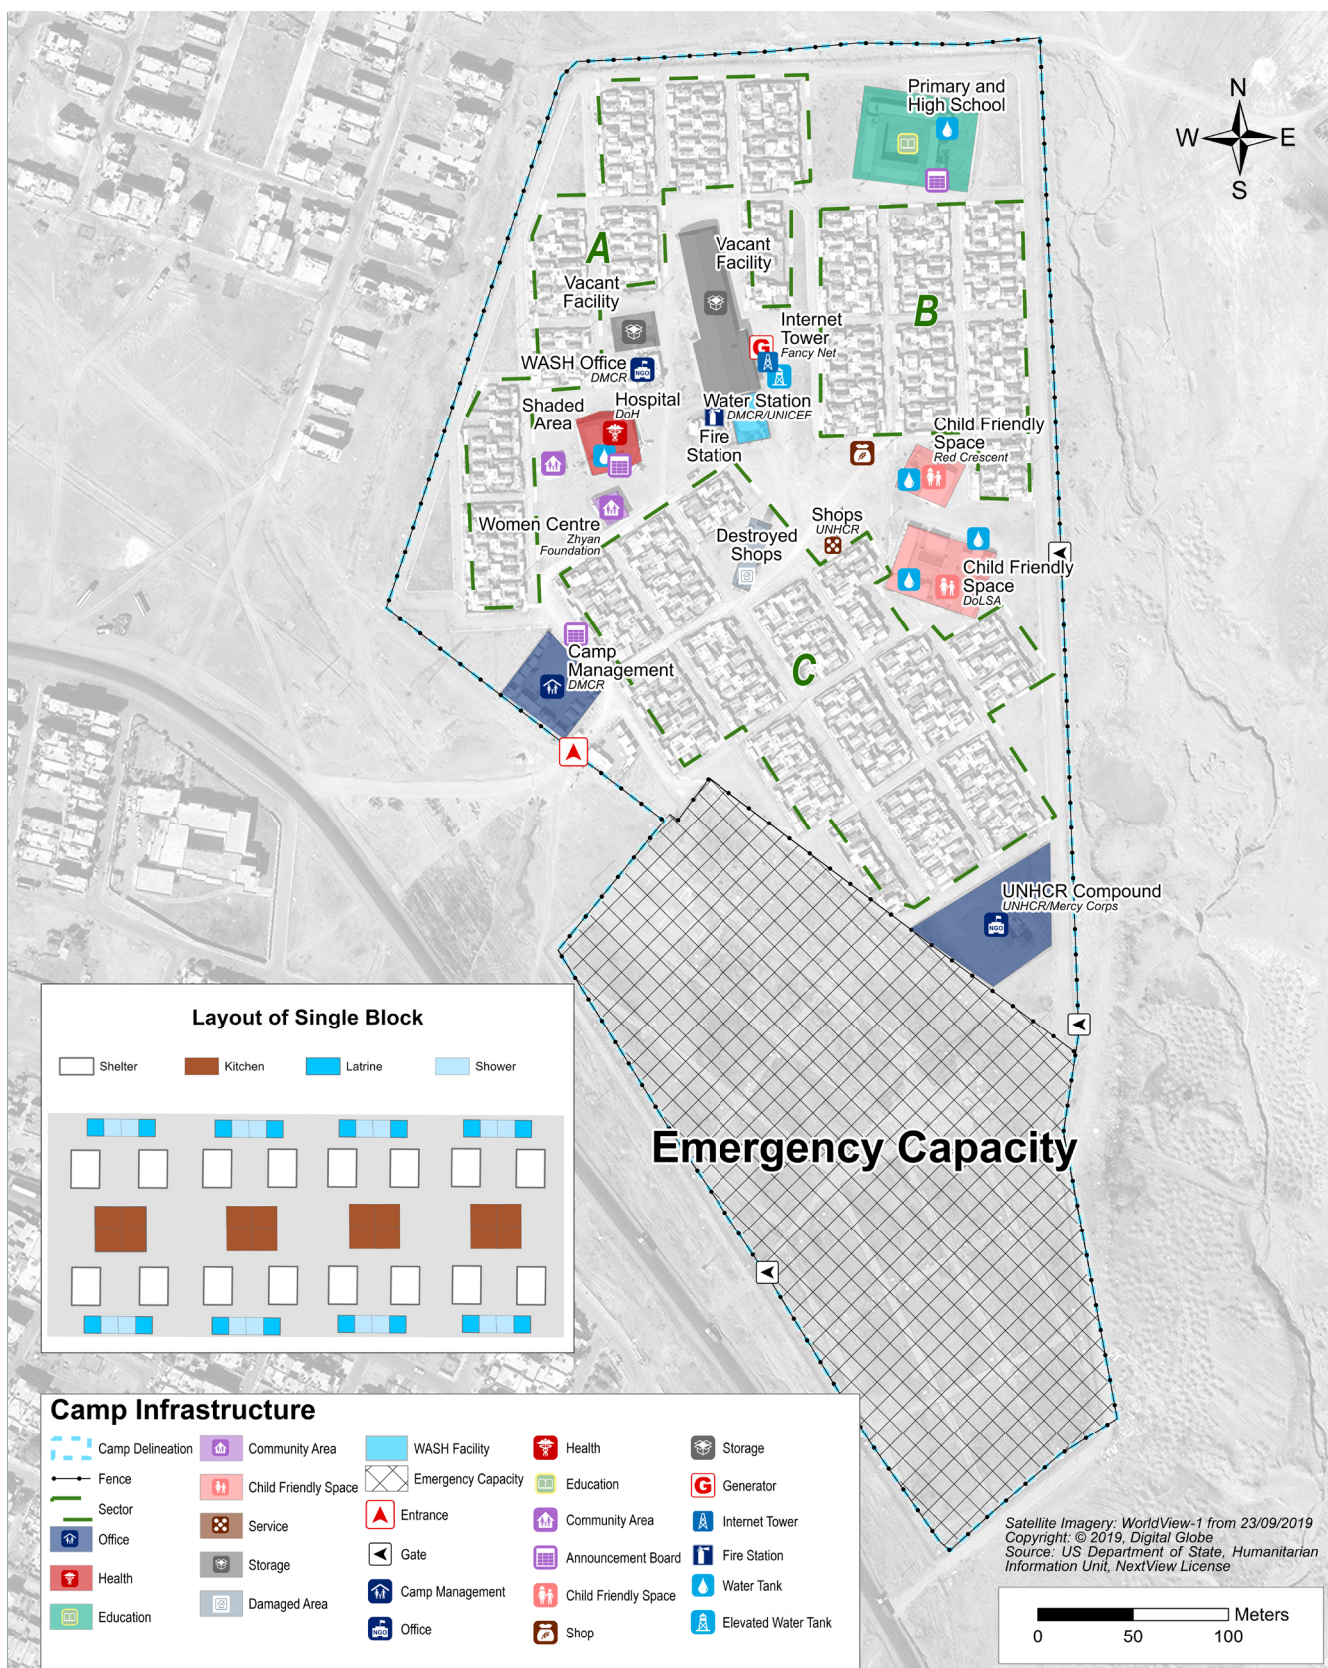 Primary and
High School
N
W
E
S
A
Vacant
Facility
Vacant
Facility
B
Internet
Tower
Fancy Net
G
WASH Office
DMCR
NGO
Shaded
Area
Hospital
DoH
Water Station
DMCR/UNICEF
Fire
Station
Child Friendly
Space
Red Crescent
Women Centre
Zhyan
Foundation
Destroyed
Shops
Shops
UNHCR
Child Friendly
Space
DoLSA
Camp
Management
DMCR
C
UNHCR Compound
UNHCR/Mercy Corps
NGO
Emergency Capacity
Layout of Single Block
Shelter
Kitchen
Latrine
Shower
Camp Infrastructure
Camp Delineation
Fence
Sector
Office
Health
Education
Community Area
Child Friendly Space
Service
Storage
Damaged Area
WASH Facility
Emergency Capacity
Entrance
Gate
Camp Management
NGO
Office
Health
Education
Community Area
Announcement Board
Child Friendly Space
Shop
Storage
G
Generator
Internet Tower
Fire Station
Water Tank
Elevated Water Tank
Satellite Imagery: WorldView-1 from 23/09/2019
Copyright: © 2019, Digital Globe
Source: US Department of State, Humanitarian
Information Unit, NextView License
Meters
0 50 100